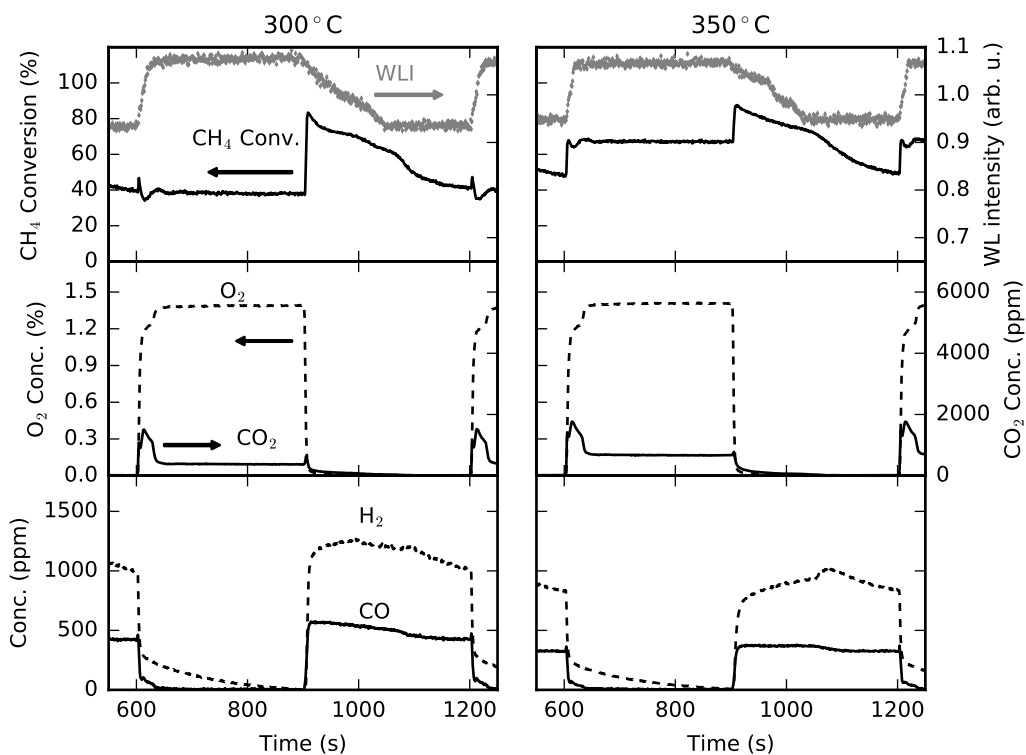 300°C
350°C
CH₄ Conversion (%)
100
80
60
40
20
0
WLI
CH₄ Conv.
1.1
1.0
0.9
0.8
0.7
WL intensity (arb. u.)
O₂ Conc. (%)
1.5
1.2
0.9
0.6
0.3
0.0
O₂
CO₂
6000
4000
2000
0
CO₂ Conc. (ppm)
Conc. (ppm)
1500
1000
500
0
H₂
CO
600
800
1000
1200
600
800
1000
1200
Time (s)
Time (s)